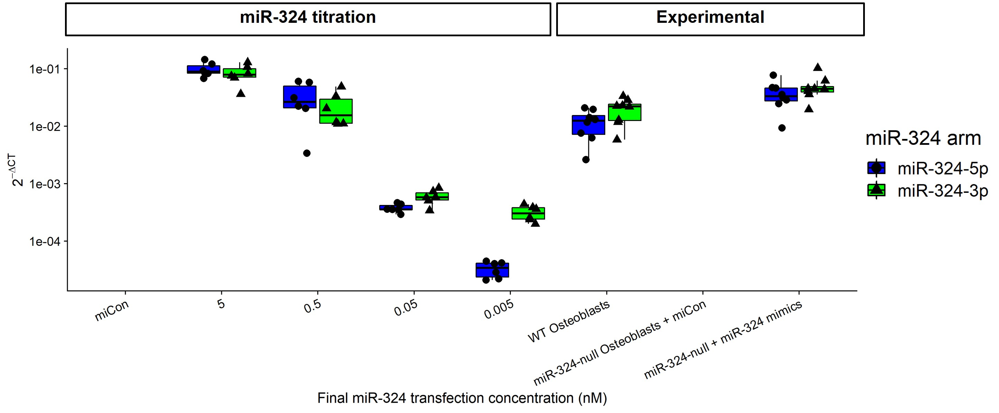 miR-324 titration
Experimental
1e-01
1e-02
1e-03
1e-04
2^−ΔCT
miCon
5
0.5
0.05
0.005
WT Osteoblasts
miR-324-null Osteoblasts + miCon
miR-324-null + miR-324 mimics
Final miR-324 transfection concentration (nM)
miR-324 arm
miR-324-5p
miR-324-3p